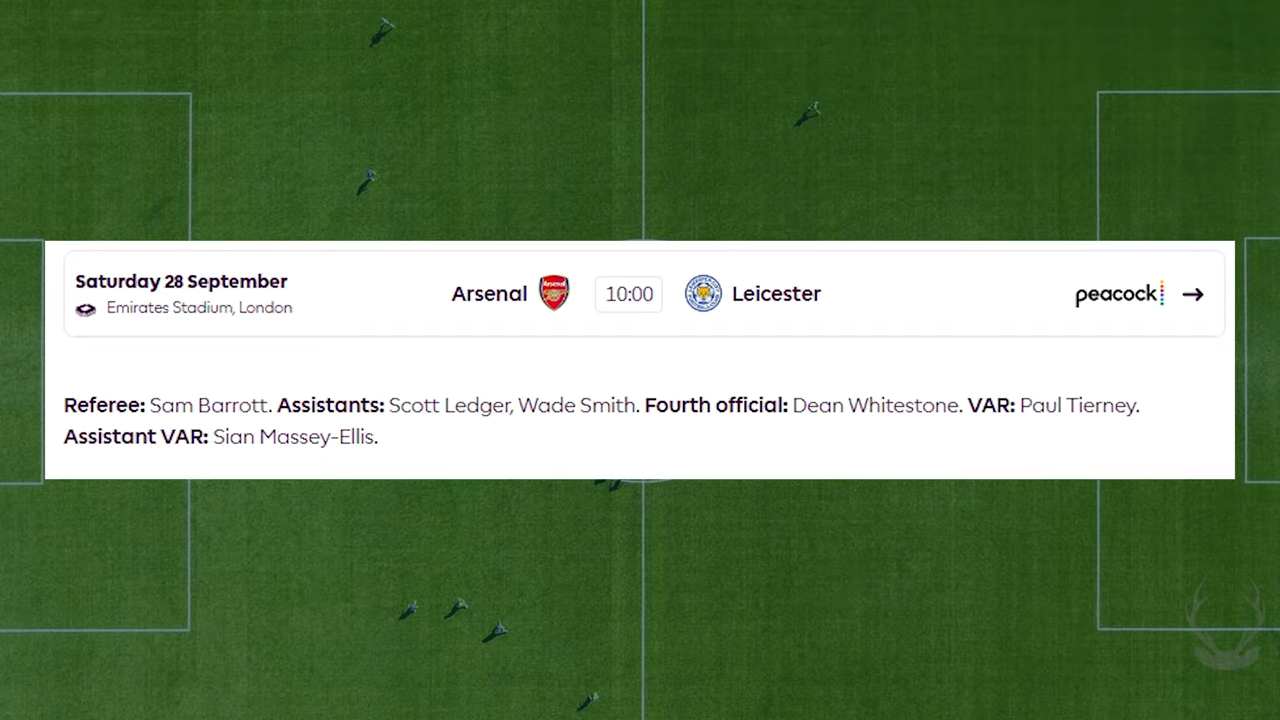 Saturday 28 September
Emirates Stadium, London
Arsenal 10:00 Leicester
peacock
Referee: Sam Barrott. Assistants: Scott Ledger, Wade Smith. Fourth official: Dean Whitestone. VAR: Paul Tierney.
Assistant VAR: Sian Massey-Ellis.